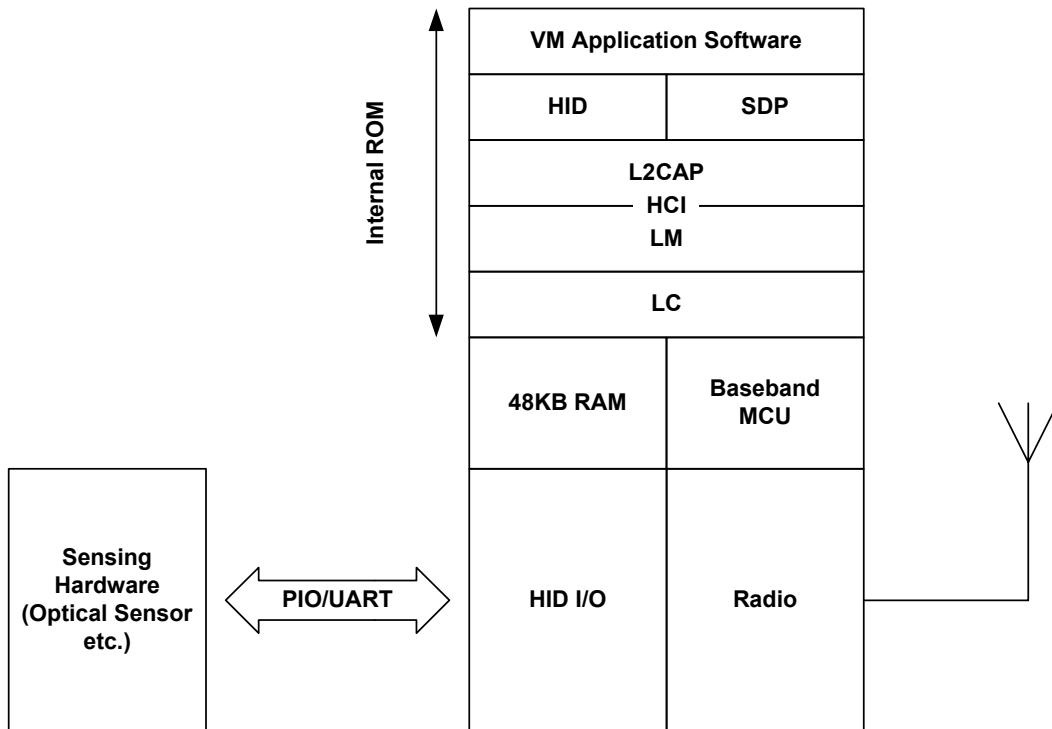 VM Application Software
HID
SDP
Internal ROM
L2CAP
HCI
LM
LC
48KB RAM
Baseband
MCU
Sensing
Hardware
(Optical Sensor
etc.)
PIO/UART
HID I/O
Radio